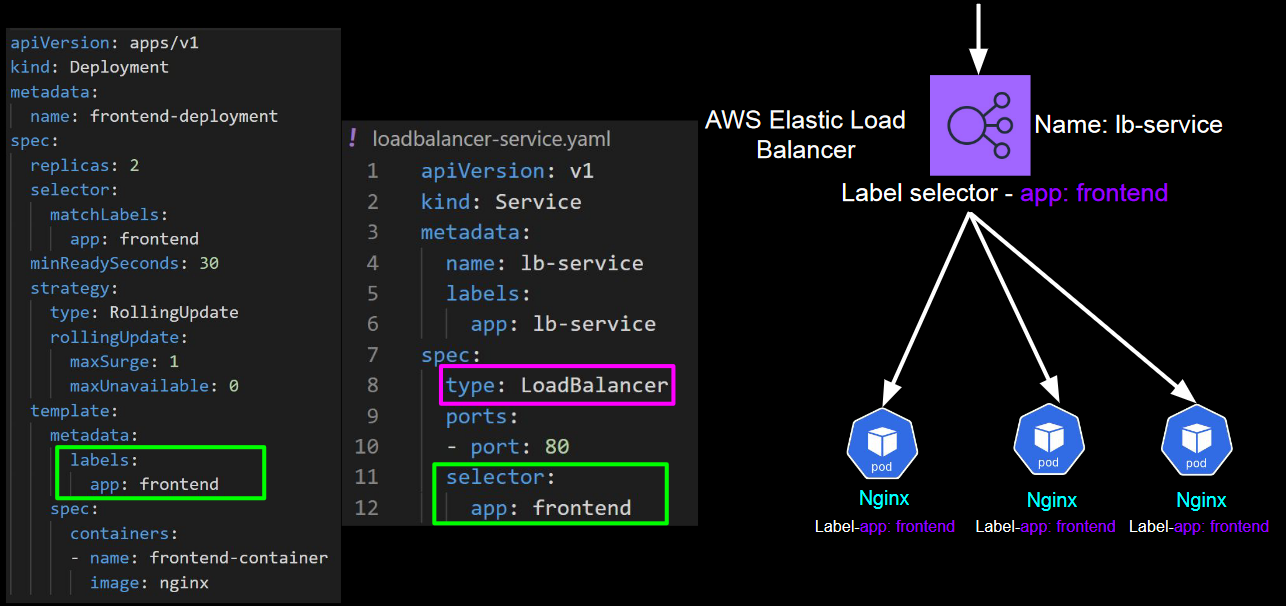 apiVersion: apps/v1
kind: Deployment
metadata:
  name: frontend-deployment
spec:
  replicas: 2
  selector:
    matchLabels:
      app: frontend
  minReadySeconds: 30
  strategy:
    type: RollingUpdate
    rollingUpdate:
      maxSurge: 1
      maxUnavailable: 0
  template:
    metadata:
      labels:
        app: frontend
    spec:
      containers:
      - name: frontend-container
        image: nginx
! loadbalancer-service.yaml
1 apiVersion: v1
2 kind: Service
3 metadata:
4   name: lb-service
5   labels:
6     app: lb-service
7 spec:
8   type: LoadBalancer
9   ports:
10   - port: 80
11   selector:
12     app: frontend
AWS Elastic Load
Balancer
Name: lb-service
Label selector - app: frontend
pod
Nginx
Label-app: frontend
pod
Nginx
Label-app: frontend
pod
Nginx
Label-app: frontend